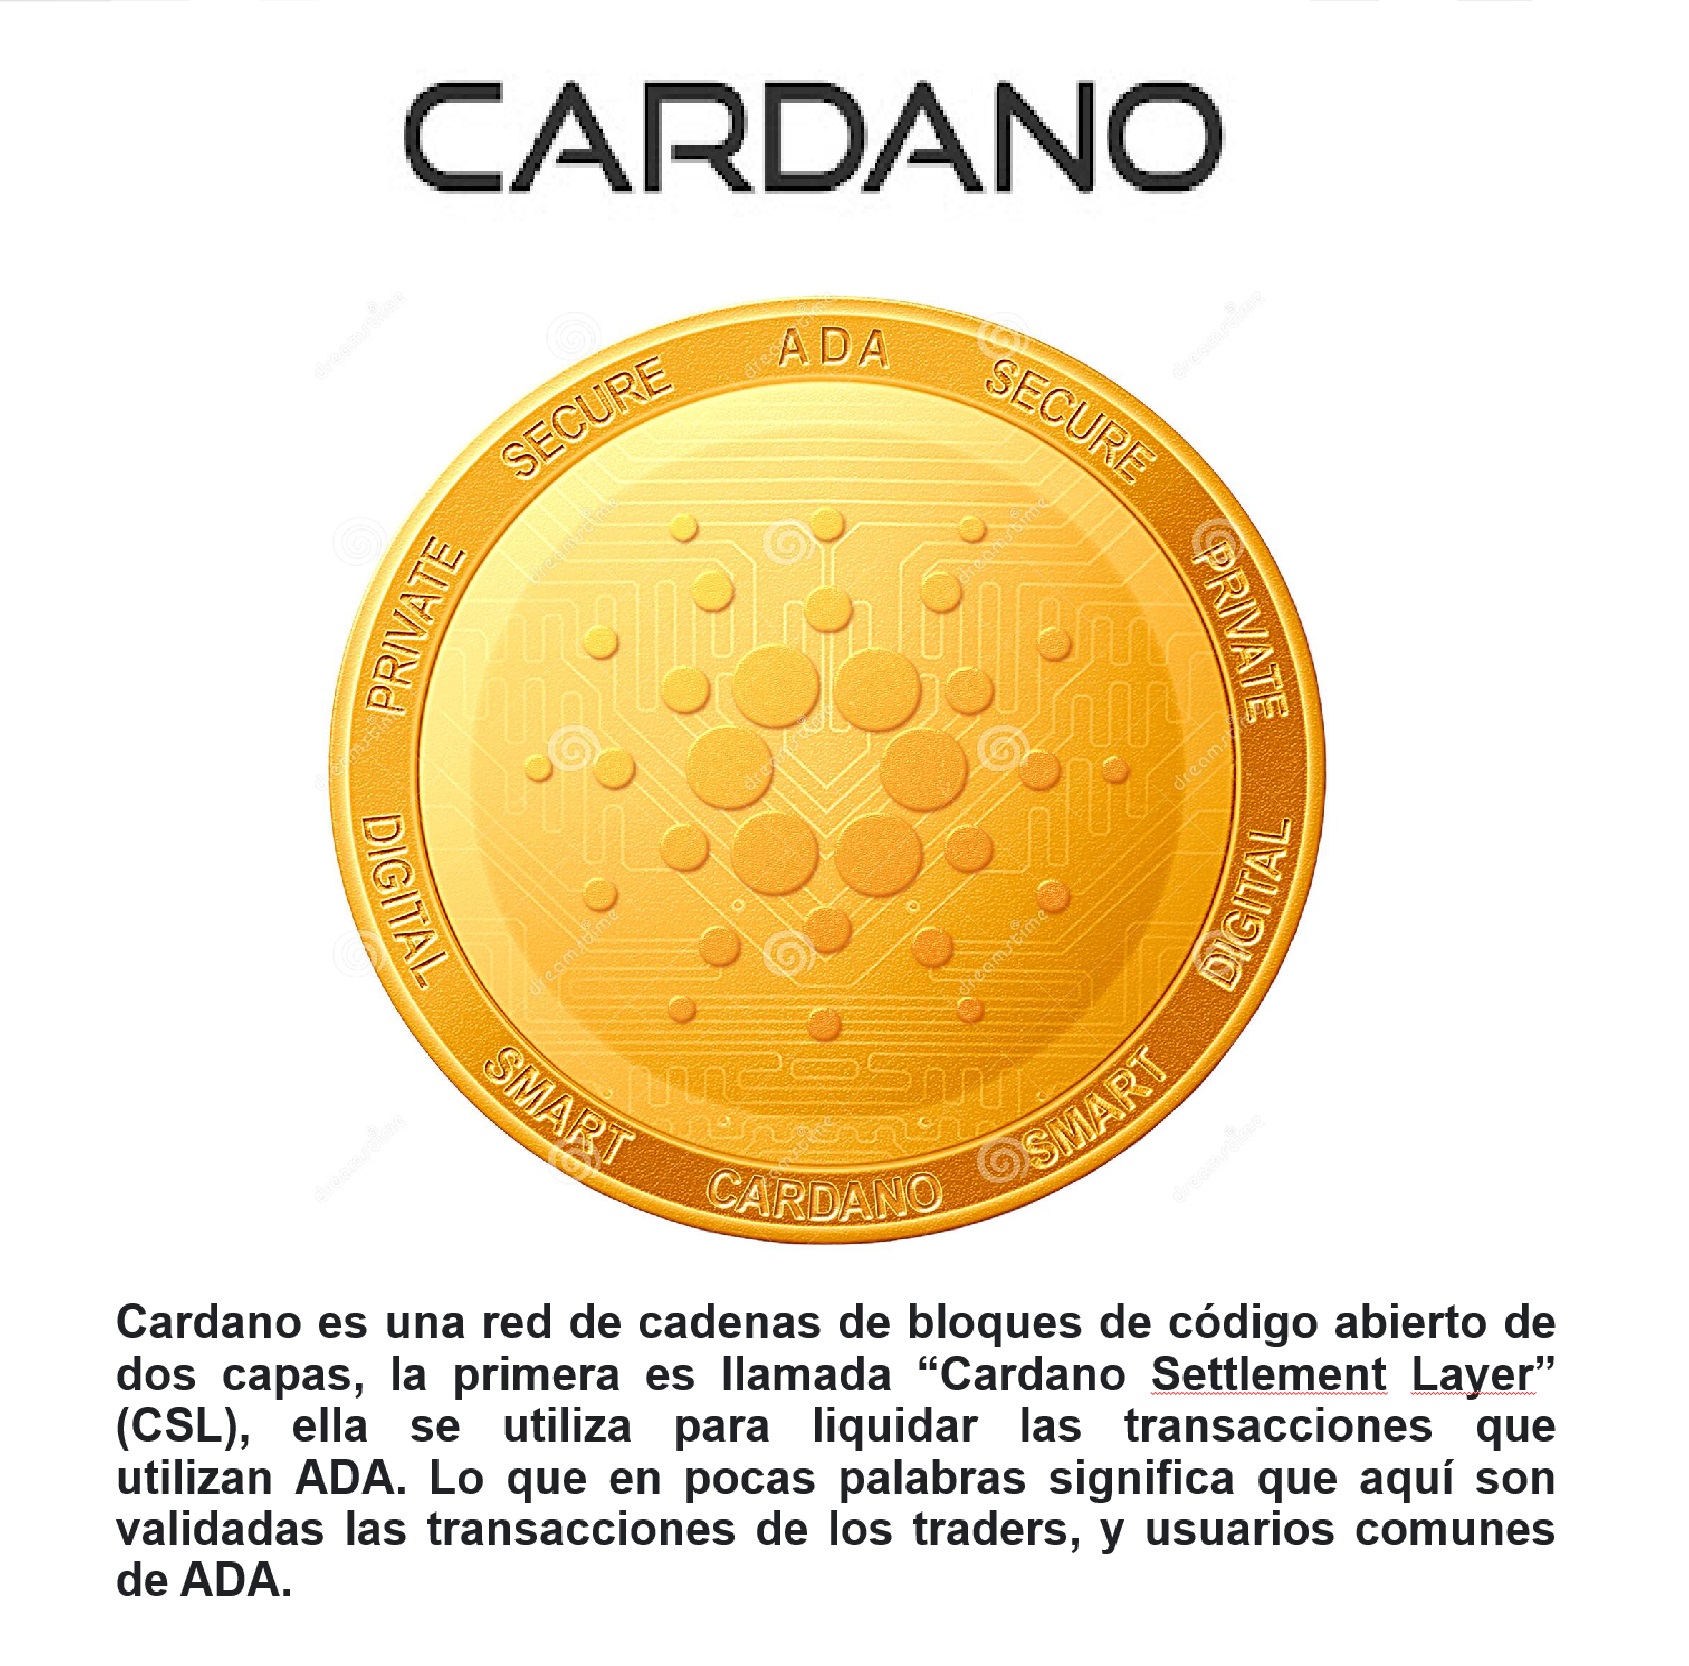 CARDANO
ADA
SECURE
SECURE
PRIVATE
PRIVATE
DIGITAL
DIGITAL
SMART
SMART
CARDANO
dreamstime
Cardano es una red de cadenas de bloques de código abierto de
dos capas, la primera es llamada “Cardano Settlement Layer”
(CSL), ella se utiliza para liquidar las transacciones que
utilizan ADA. Lo que en pocas palabras significa que aquí son
validadas las transacciones de los traders, y usuarios comunes
de ADA.